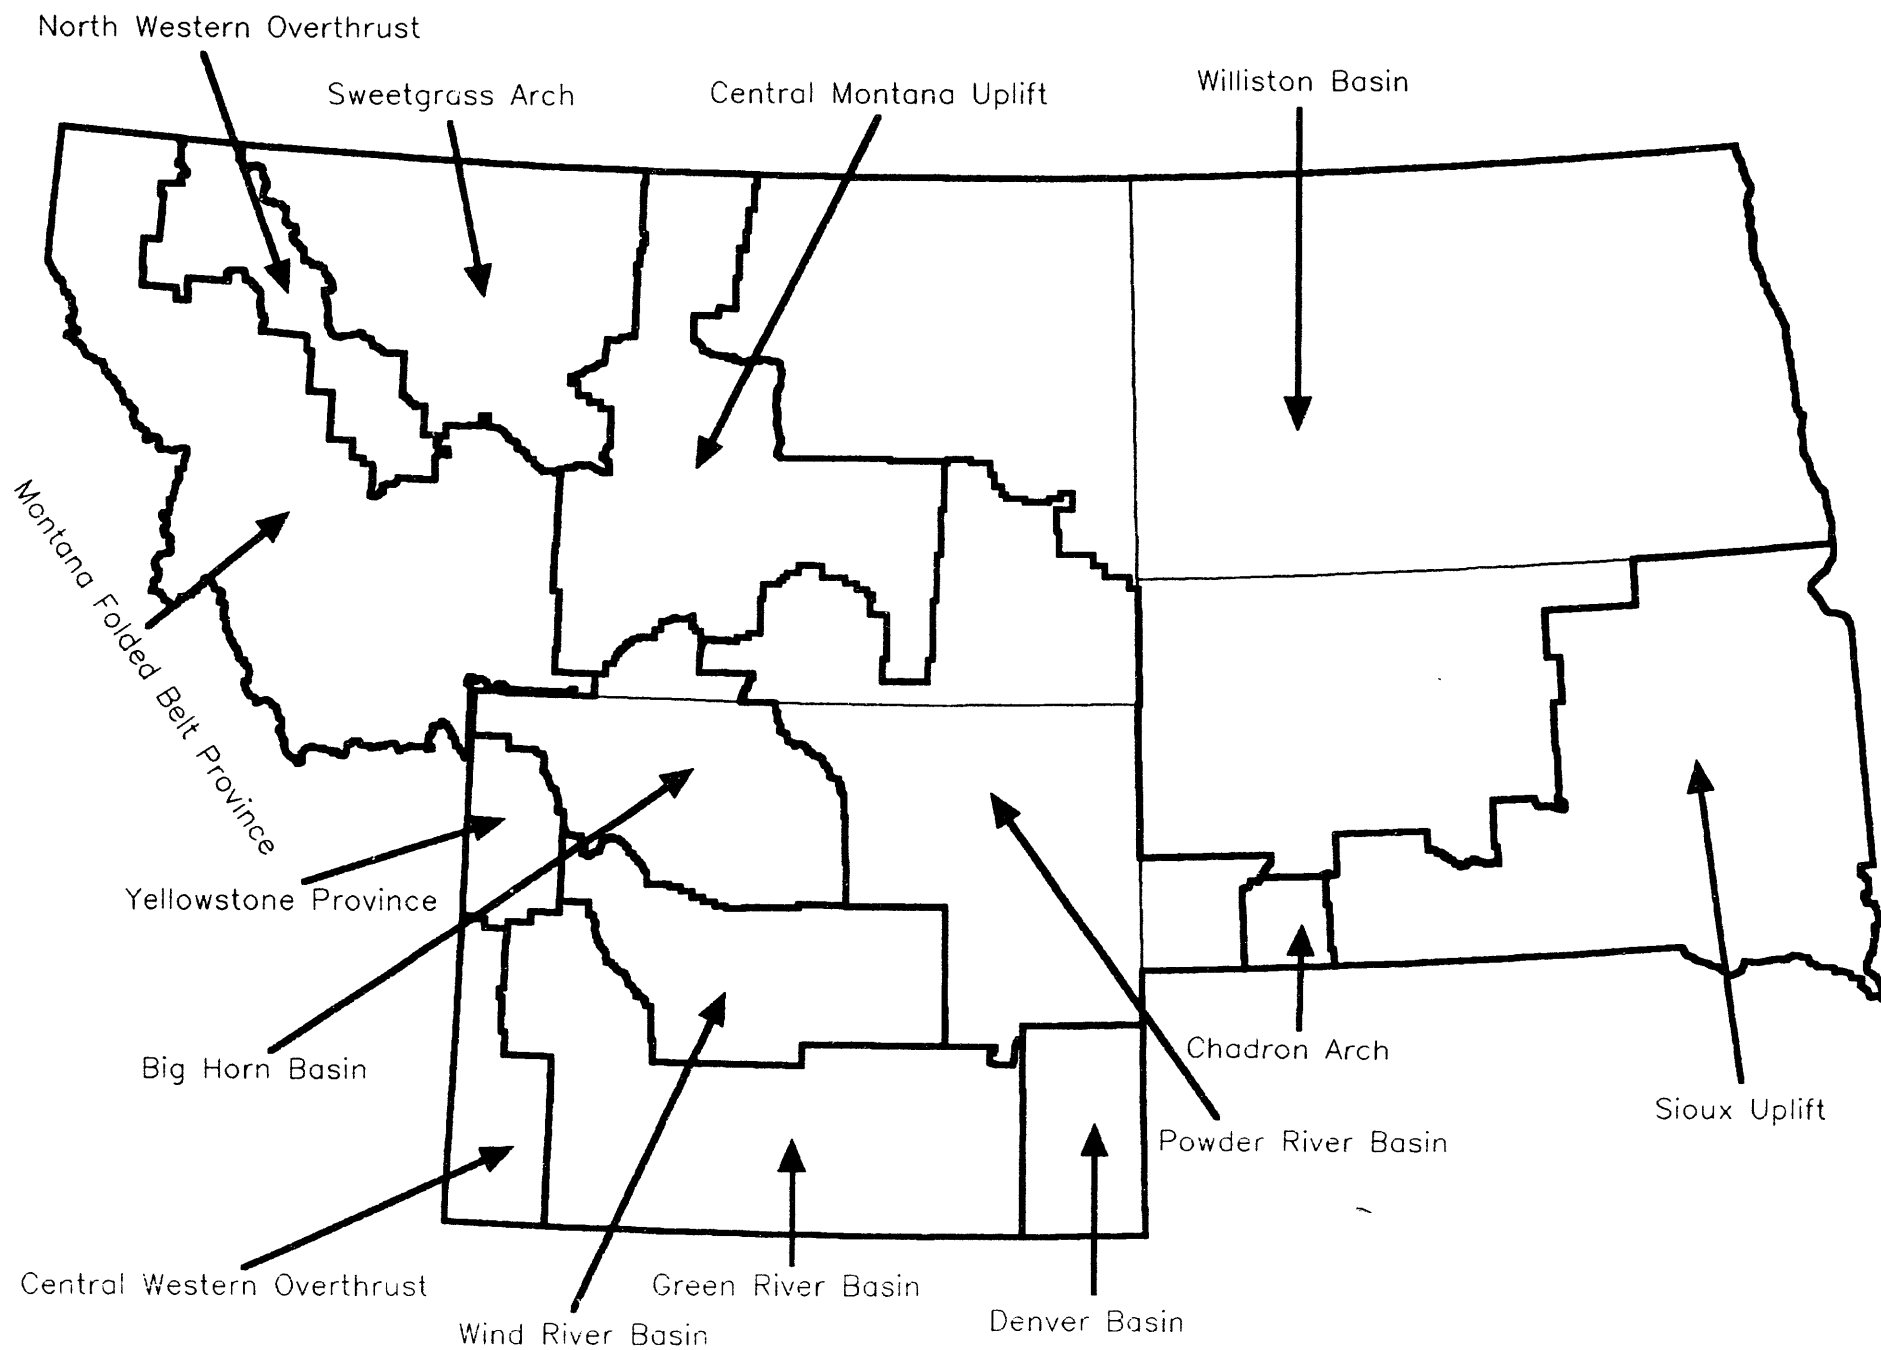 North Western Overthrust
Sweetgrass Arch
Central Montana Uplift
Williston Basin
Montana Folded Belt Province
Yellowstone Province
Big Horn Basin
Chadron Arch
Sioux Uplift
Powder River Basin
Central Western Overthrust
Green River Basin
Wind River Basin
Denver Basin